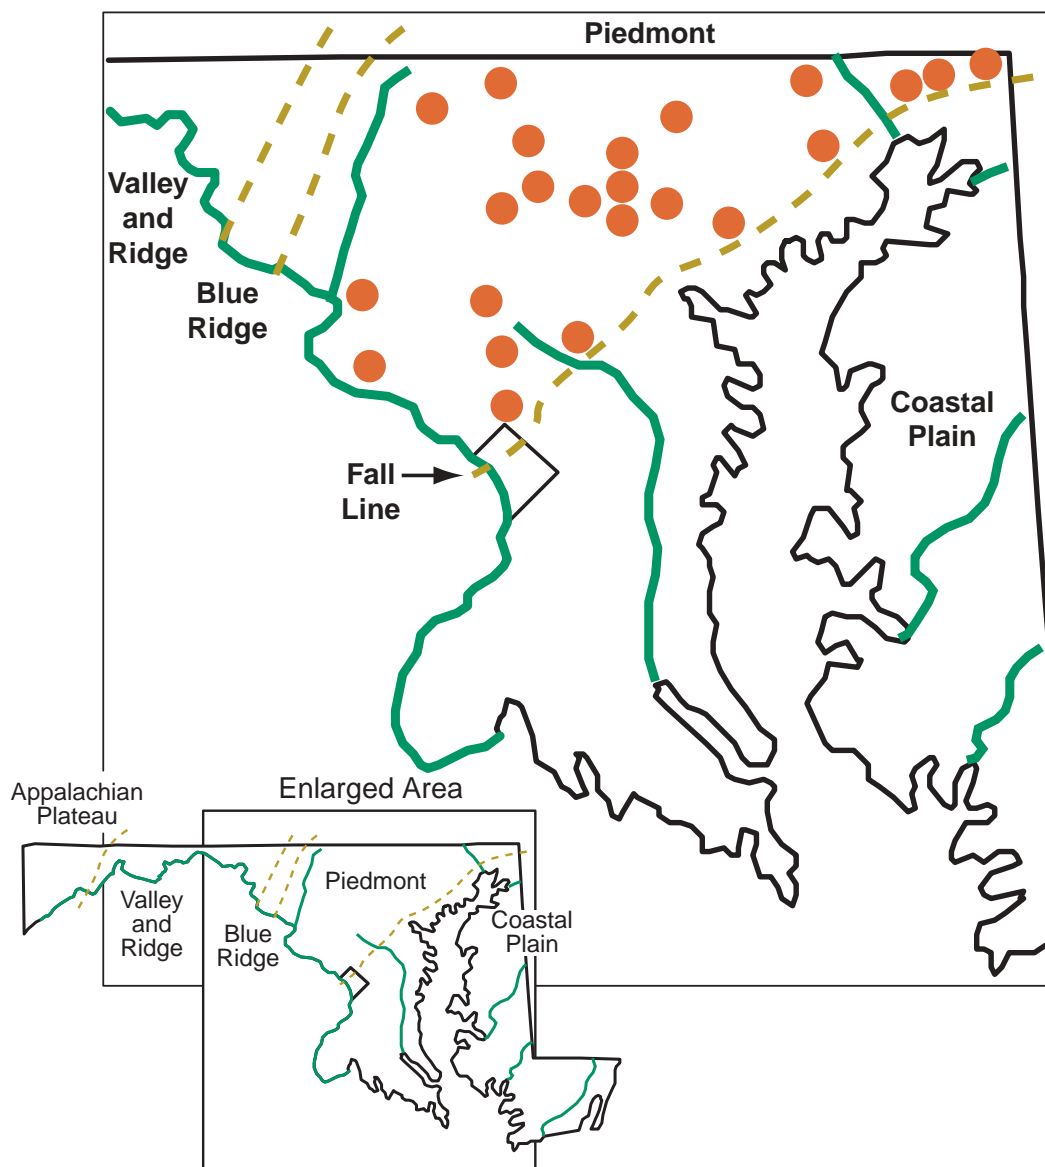 Piedmont
Valley
and
Ridge
Blue
Ridge
Coastal
Plain
Fall
Line
Enlarged Area
Appalachian
Plateau
Piedmont
Valley
and
Ridge
Blue
Ridge
Coastal
Plain